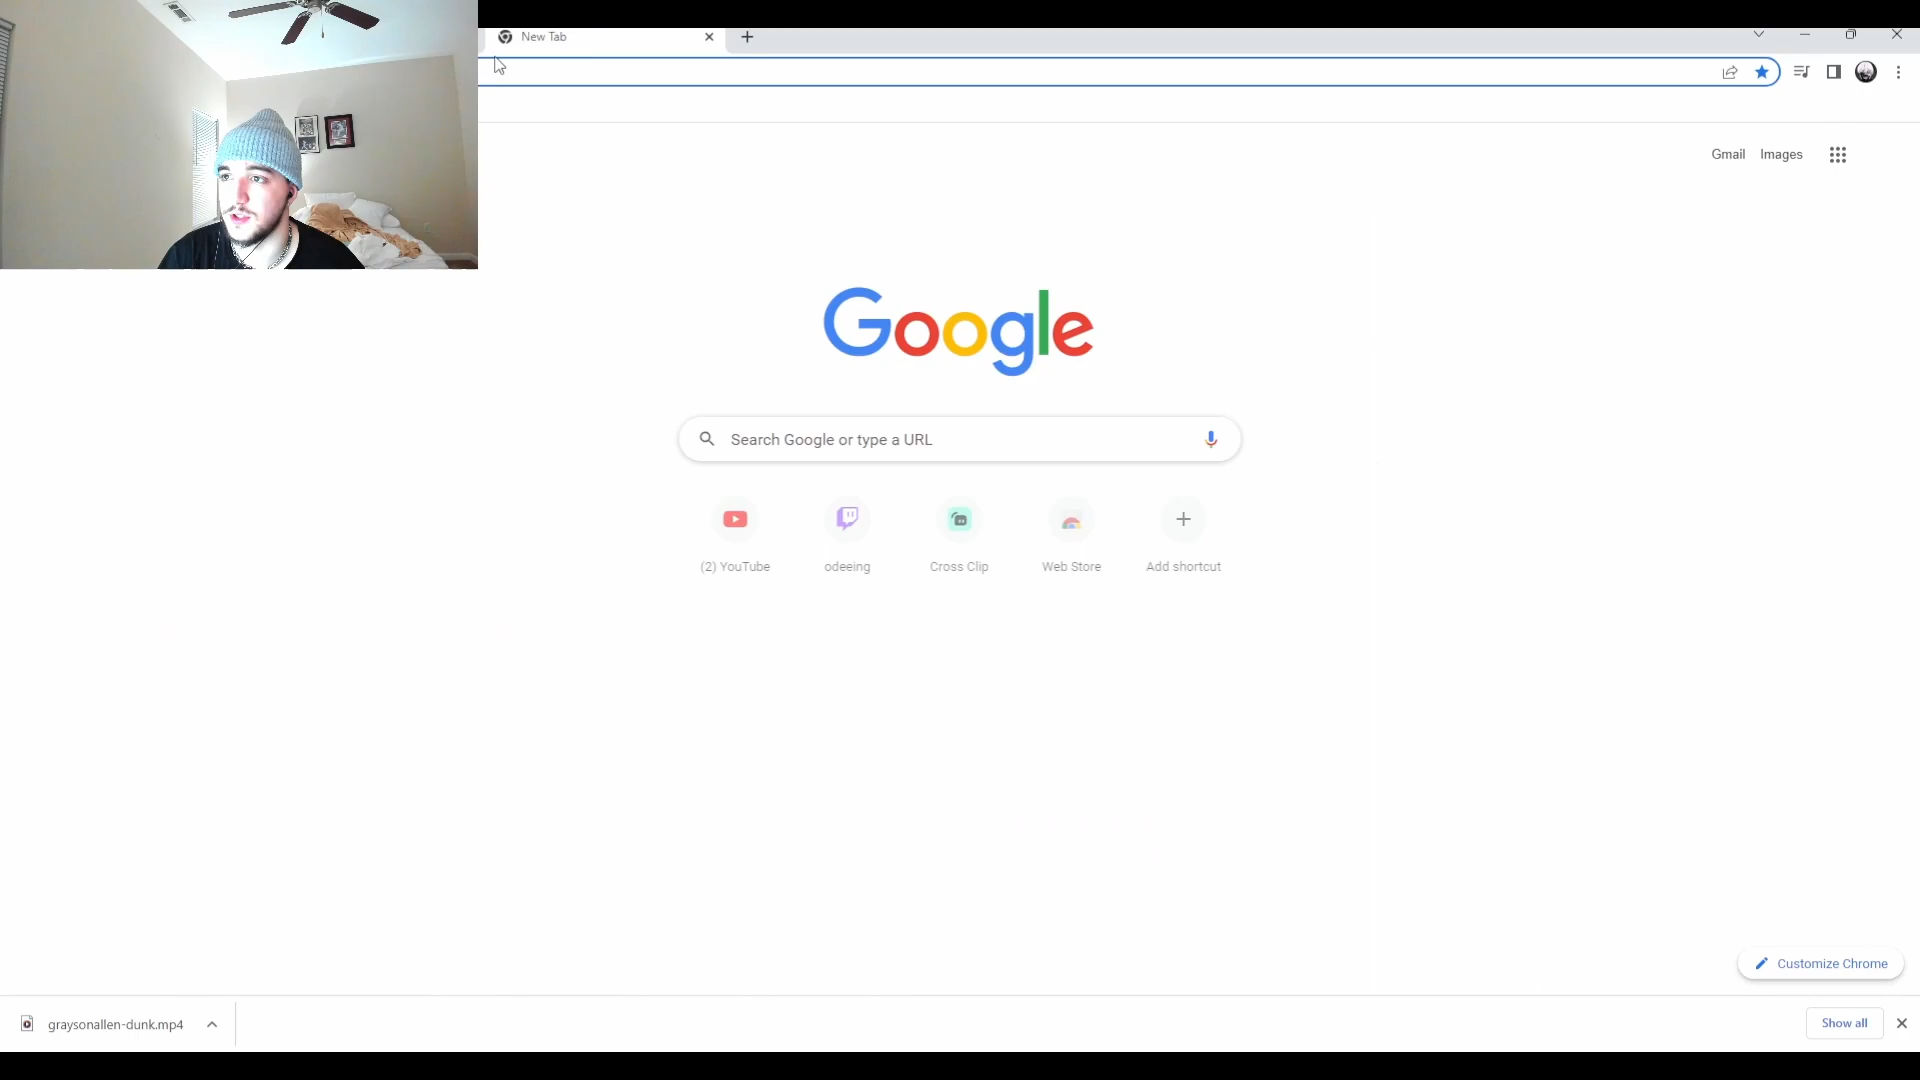 New Tab
Gmail Images
Google
Search Google or type a URL
(2) YouTube odeeing Cross Clip Web Store Add shortcut
Customize Chrome
graysonallen-dunk.mp4 Show all